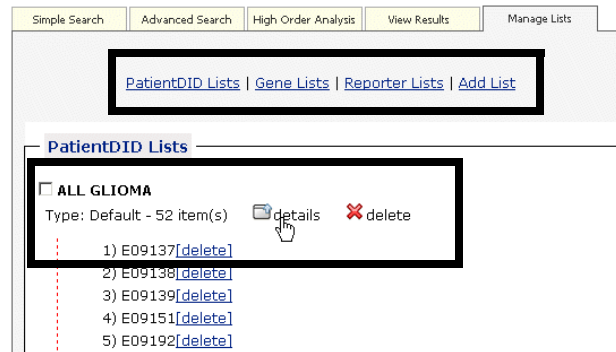 Simple Search Advanced Search High Order Analysis View Results Manage Lists
PatientDID Lists | Gene Lists | Reporter Lists | Add List
PatientDID Lists
ALL GLIOMA
Type: Default - 52 item(s) details delete
1) E09137[delete]
2) E09138[delete]
3) E09139[delete]
4) E09151[delete]
5) E09192[delete]